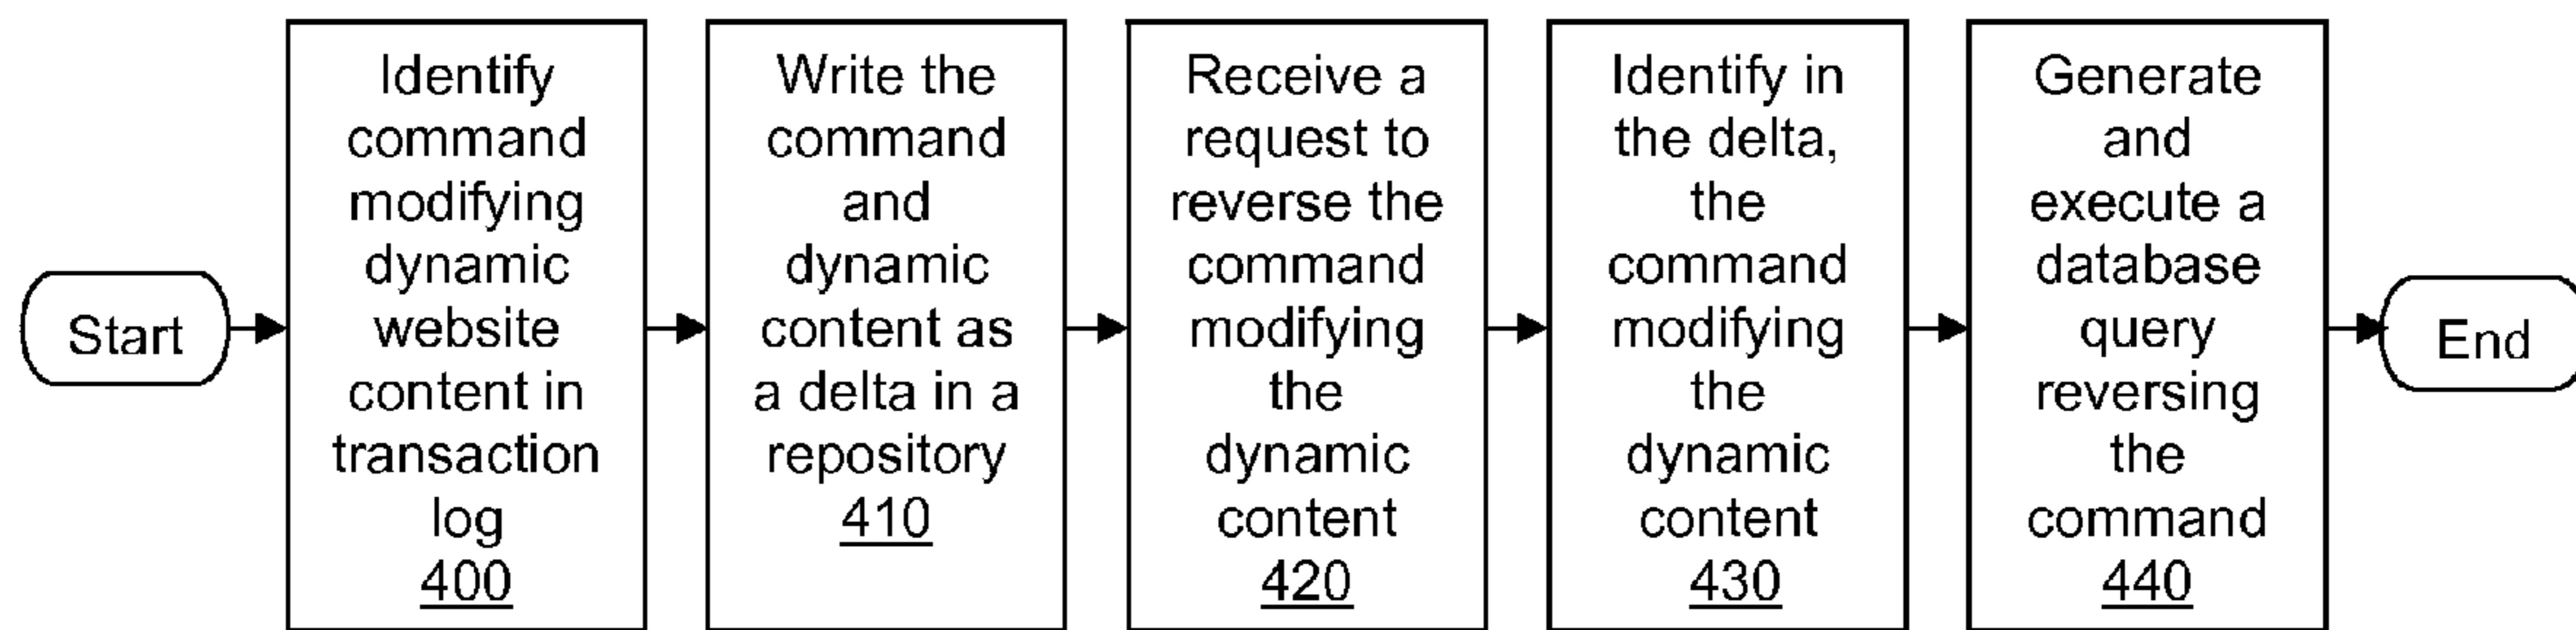 Start
Identify
command
modifying
dynamic
website
content in
transaction
log
400
Write the
command
and
dynamic
content as
a delta in a
repository
410
Receive a
request to
reverse the
command
modifying
the
dynamic
content
420
Identify in
the delta,
the
command
modifying
the
dynamic
content
430
Generate
and
execute a
database
query
reversing
the
command
440
End